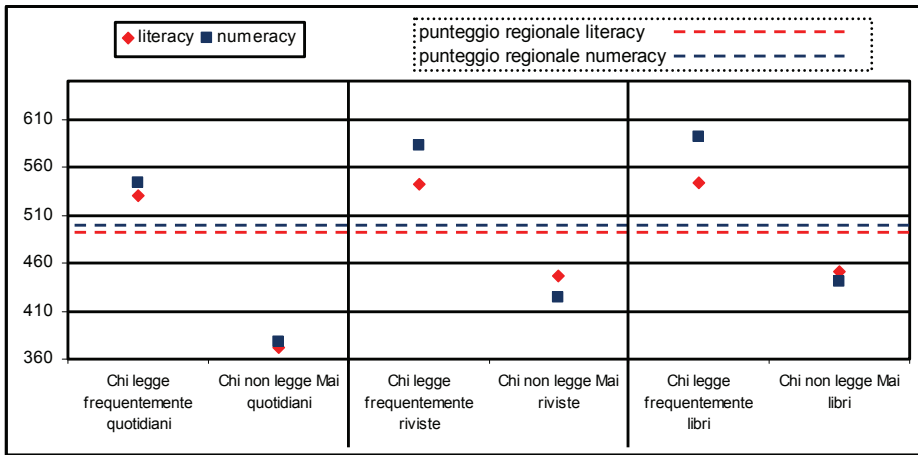 literacy numeracy
punteggio regionale literacy
punteggio regionale numeracy
610
560
510
460
410
360
Chi legge
frequentemente
quotidiani
Chi non legge Mai
quotidiani
Chi legge
frequentemente
riviste
Chi non legge Mai
riviste
Chi legge
frequentemente
libri
Chi non legge Mai
libri